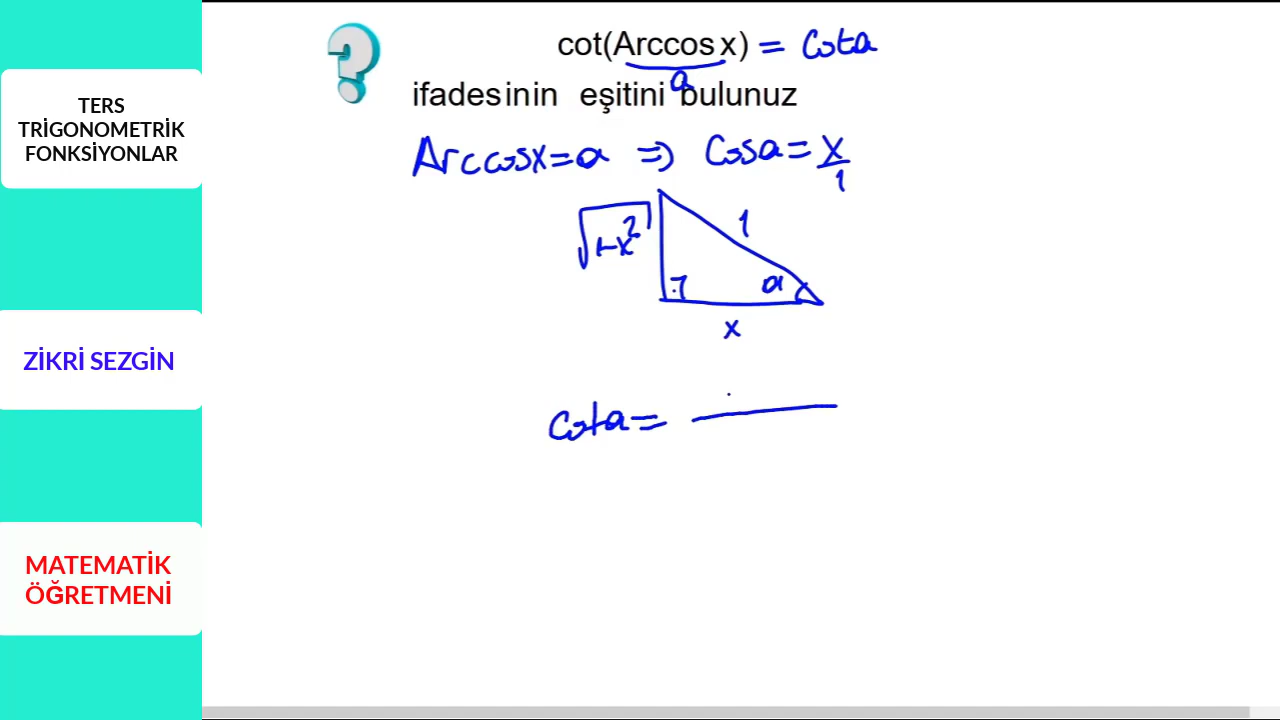 TERS
TRİGONOMETRİK
FONKSİYONLAR
ZİKRİ SEZGİN
MATEMATİK
ÖĞRETMENİ
cot(Arccos x) = Cota
a
ifadesinin eşitini bulunuz
Arccosx=a ⇒ Cosa= x/1
√1-x²
1
a
x
Cota=